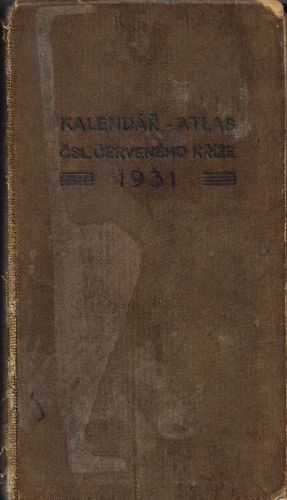 KALENDÁŘ - ATLAS
ČSL. ČERVENÉHO KŘÍŽE
1931